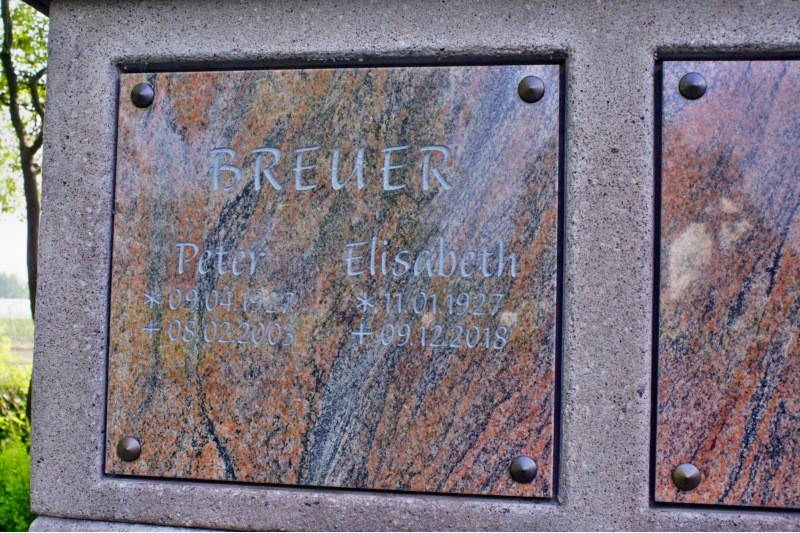 BREUER
Peter Elisabeth
* 09.04.1927 * 11.01.1927
+ 08.02.2003 + 09.12.2018